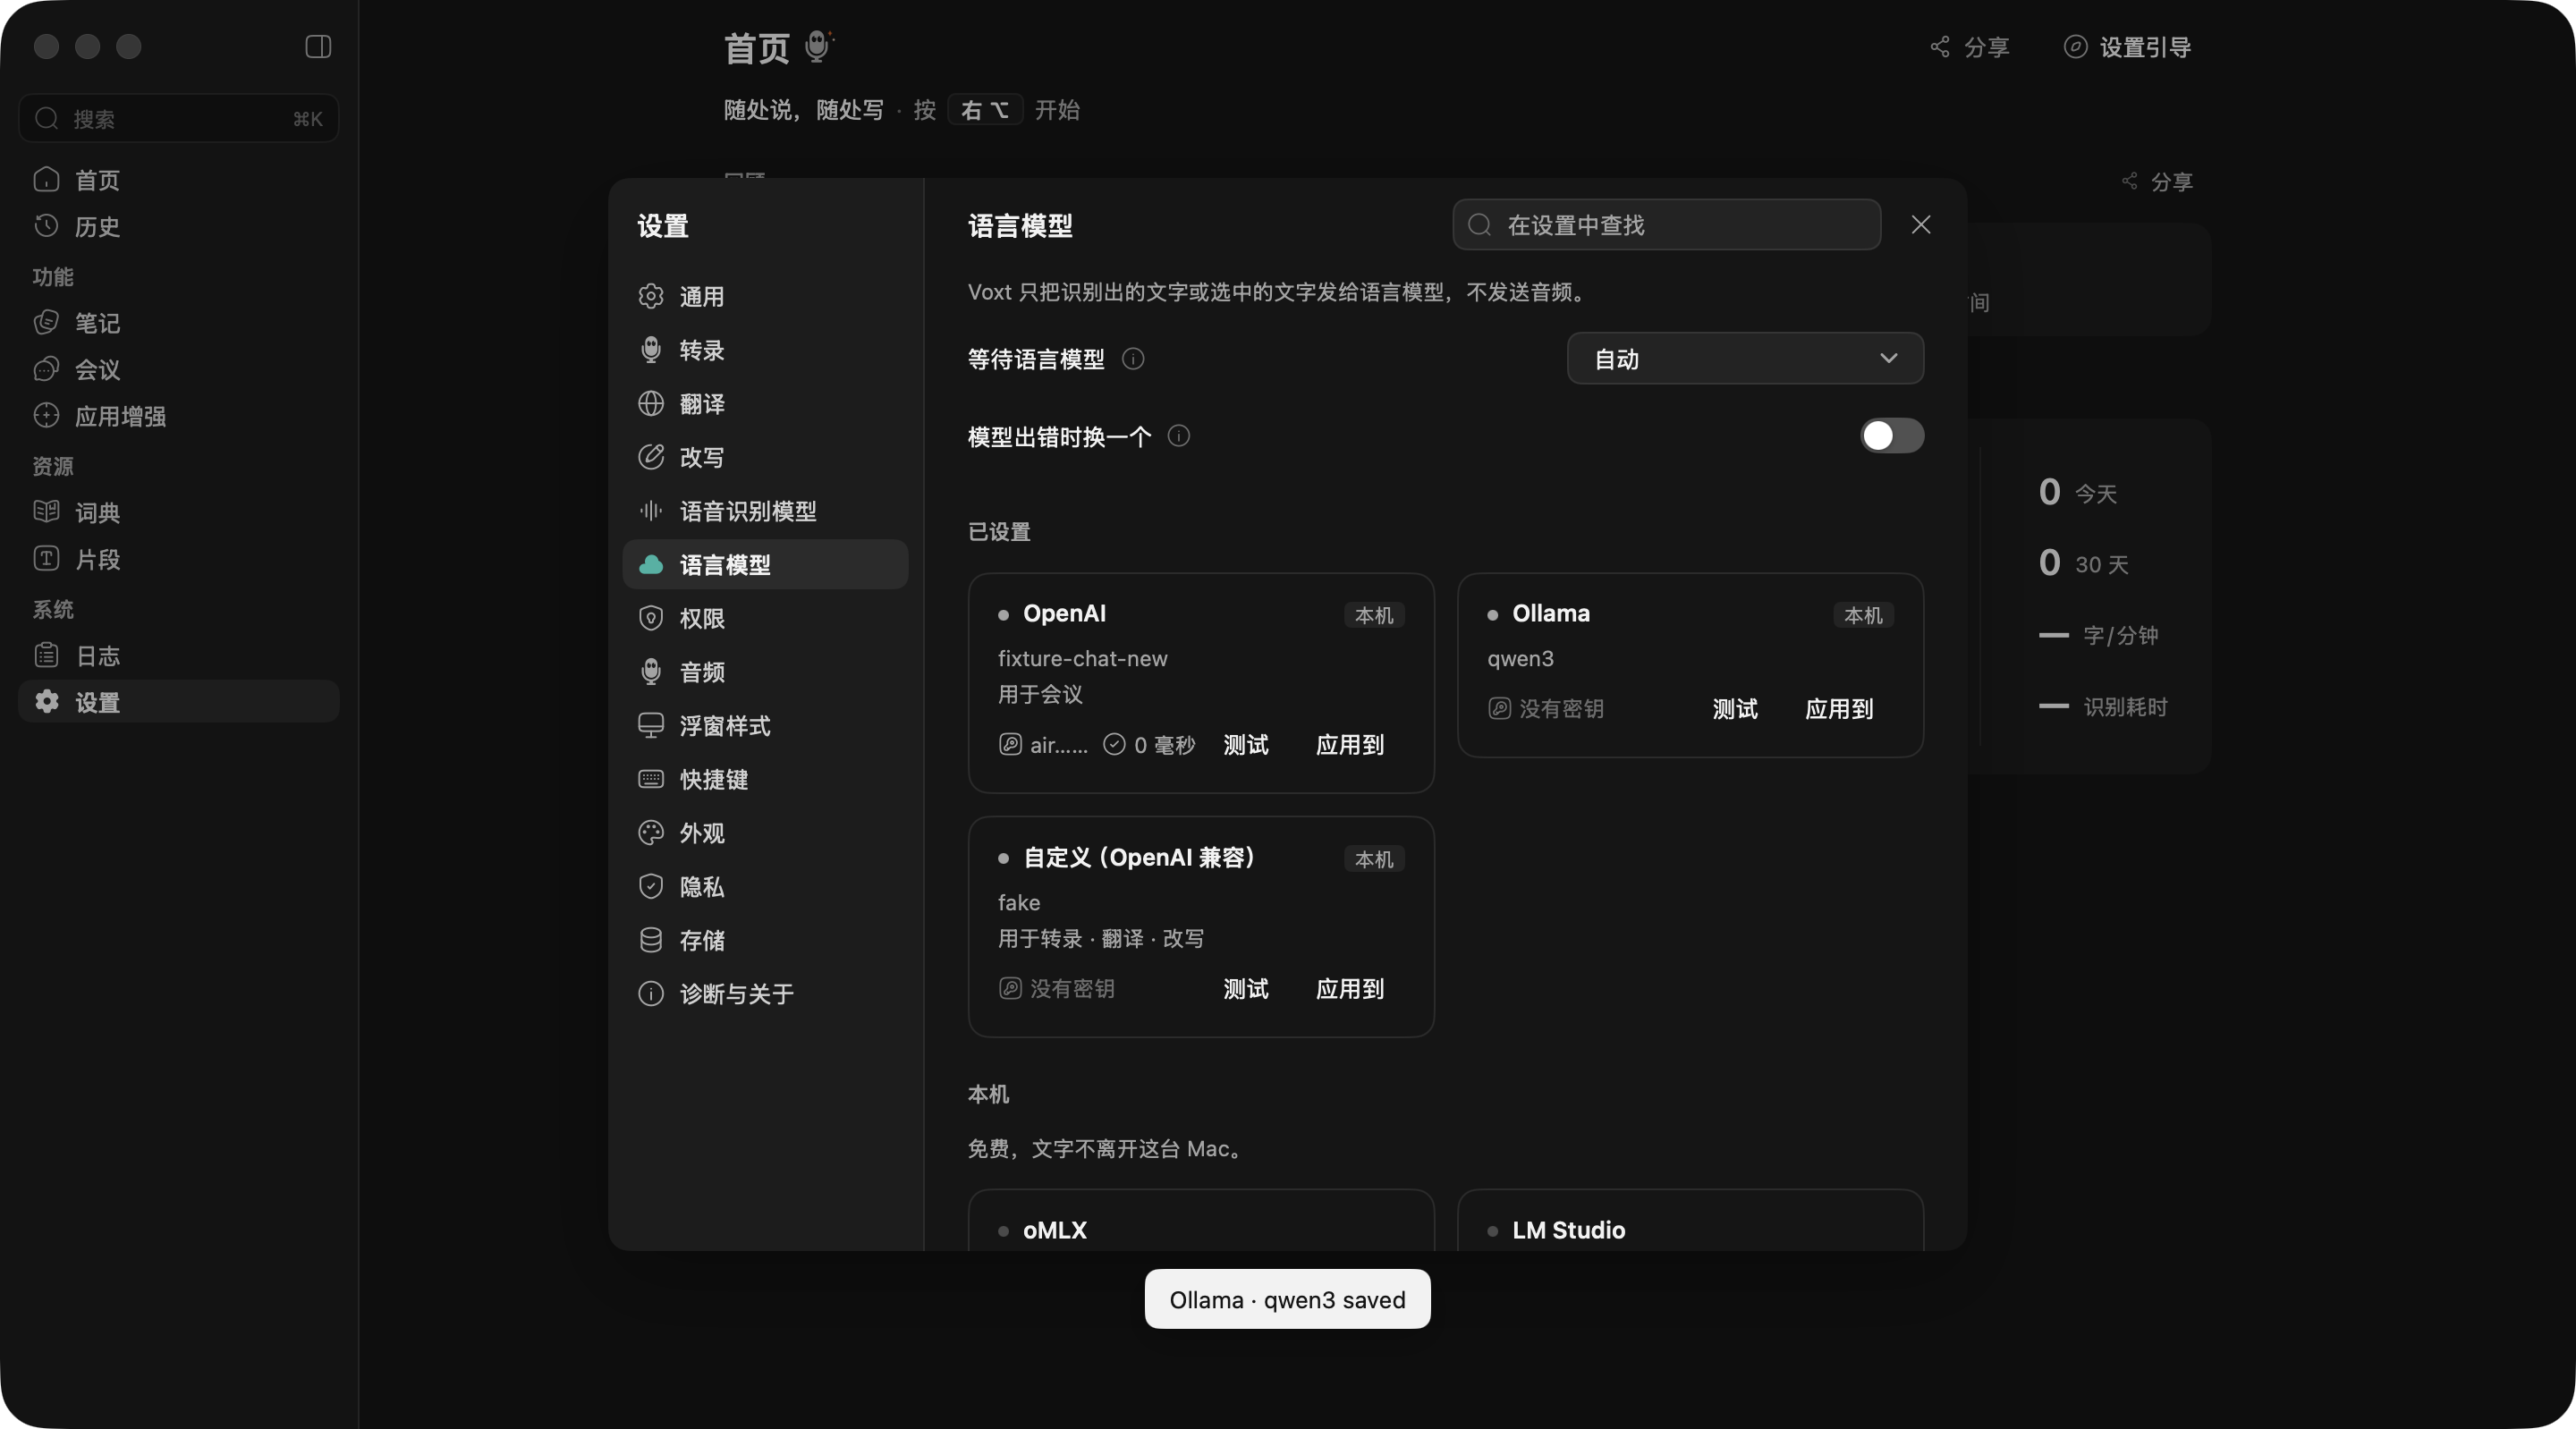 搜索 ⌘K
首页
历史
功能
笔记
会议
应用增强
资源
词典
片段
系统
日志
设置
首页
分享
设置引导
随处说，随处写 · 按 右 ⌥ 开始
分享
间
0 今天
0 30 天
— 字/分钟
— 识别耗时
设置
通用
转录
翻译
改写
语音识别模型
语言模型
权限
音频
浮窗样式
快捷键
外观
隐私
存储
诊断与关于
语言模型
在设置中查找
Voxt 只把识别出的文字或选中的文字发给语言模型，不发送音频。
等待语言模型
自动
模型出错时换一个
已设置
OpenAI 本机
fixture-chat-new
用于会议
air...... 0 毫秒 测试 应用到
Ollama 本机
qwen3
没有密钥 测试 应用到
自定义（OpenAI 兼容） 本机
fake
用于转录 · 翻译 · 改写
没有密钥 测试 应用到
本机
免费，文字不离开这台 Mac。
oMLX
LM Studio
Ollama · qwen3 saved